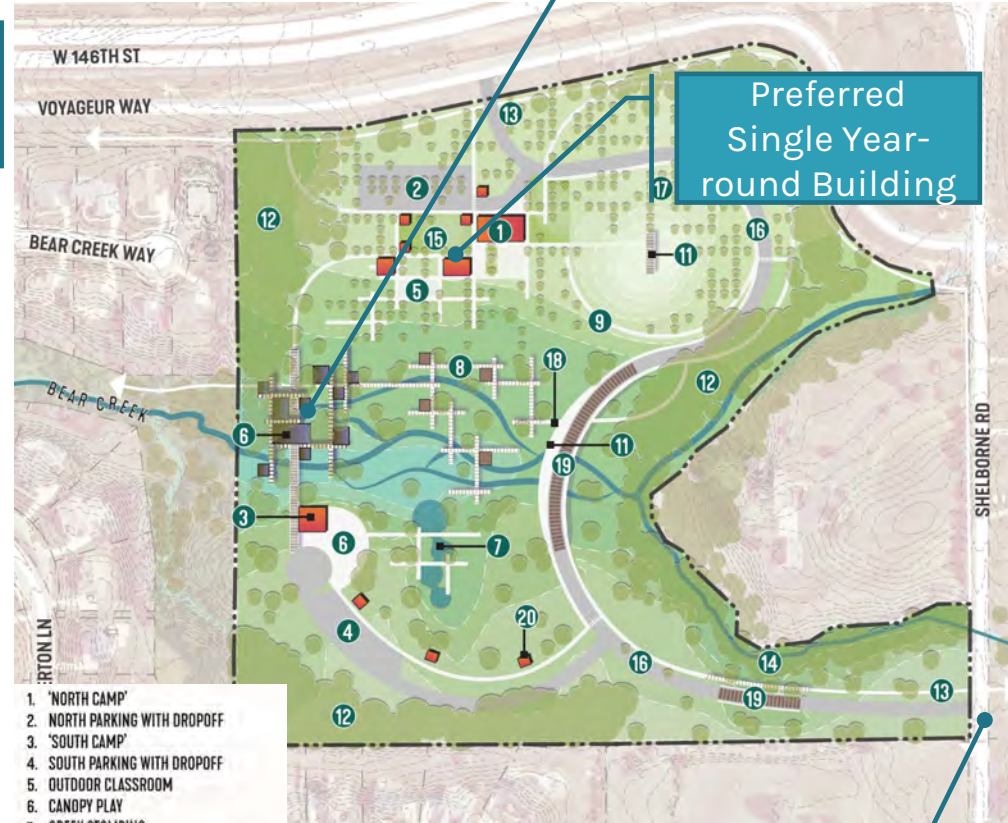 W 146TH ST
VOYAGEUR WAY
Preferred
Single Year-
round Building
13
2
17
12
1
15
16
11
BEAR CREEK WAY
5
9
8
18
12
BEAR CREEK
6
11
19
SHELBORNE RD
3
6
7
4
20
ERTON LN
16
14
13
19
12
1. 'NORTH CAMP'
2. NORTH PARKING WITH DROPOFF
3. 'SOUTH CAMP'
4. SOUTH PARKING WITH DROPOFF
5. OUTDOOR CLASSROOM
6. CANOPY PLAY